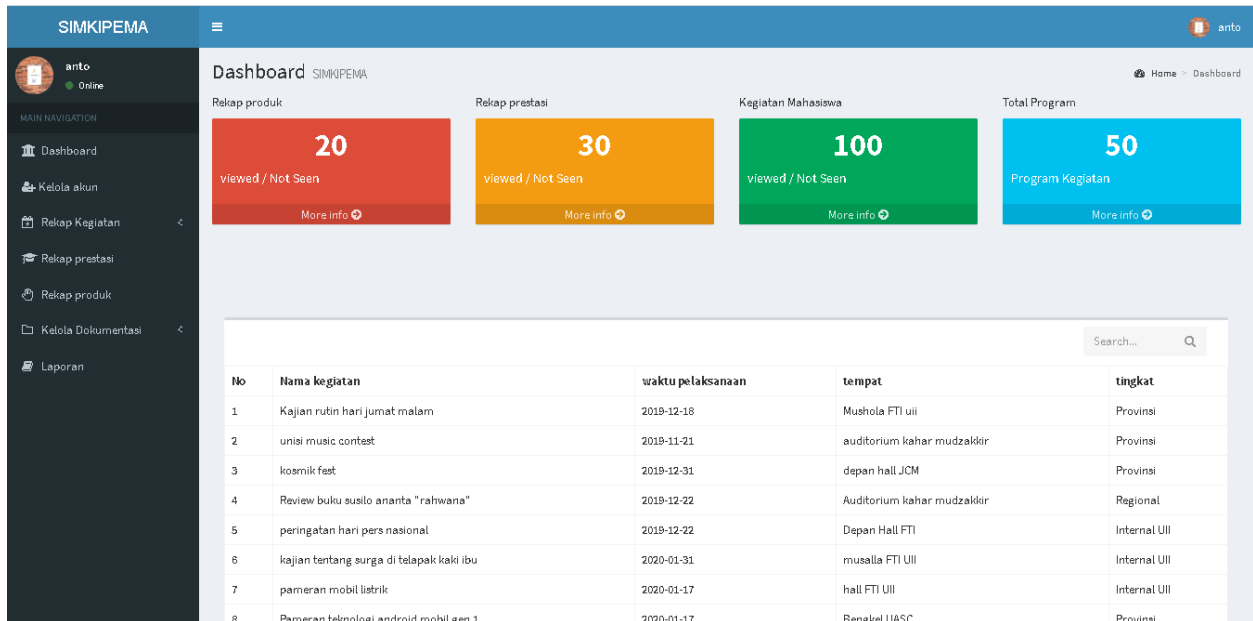 SIMKIPEMA
anto
anto
Online
MAIN NAVIGATION
Dashboard
Kelola akun
Rekap Kegiatan
Rekap prestasi
Rekap produk
Kelola Dokumentasi
Laporan
Dashboard SIMKIPEMA
Home > Dashboard
Rekap produk
20
viewed / Not Seen
More info
Rekap prestasi
30
viewed / Not Seen
More info
Kegiatan Mahasiswa
100
viewed / Not Seen
More info
Total Program
50
Program Kegiatan
More info
Search...
No Nama kegiatan waktu pelaksanaan tempat tingkat
1 Kajian rutin hari jumat malam 2019-12-18 Mushola FTI uii Provinsi
2 unisi music contest 2019-11-21 auditorium kahar mudzakkir Provinsi
3 kosmik fest 2019-12-31 depan hall JCM Provinsi
4 Review buku susilo ananta "rahwana" 2019-12-22 Auditorium kahar mudzakkir Regional
5 peringatan hari pers nasional 2019-12-22 Depan Hall FTI Internal UII
6 kajian tentang surga di telapak kaki ibu 2020-01-31 musalla FTI UII Internal UII
7 pameran mobil listrik 2020-01-17 hall FTI UII Internal UII
8 Pameran teknologi android mobil gen 1 2020-01-17 Bengkel UASC Provinsi